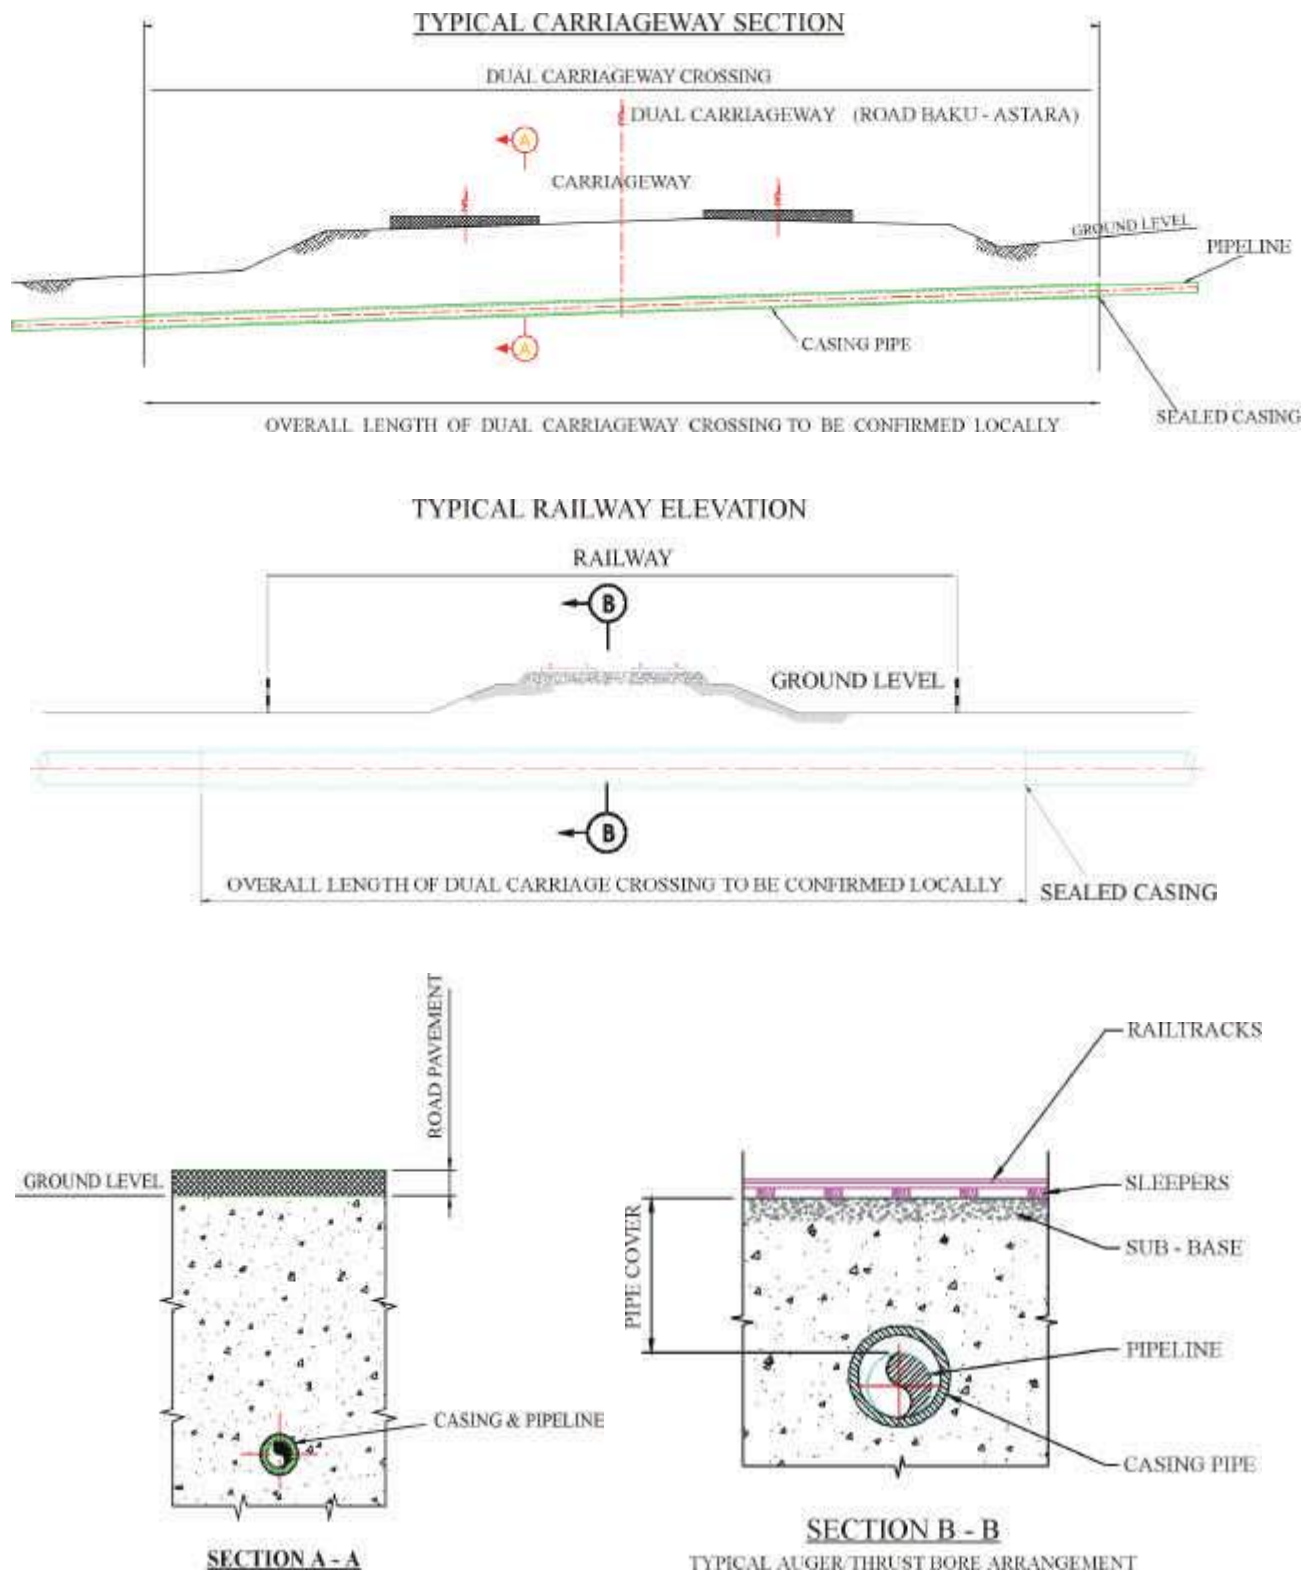 TYPICAL CARRIAGEWAY SECTION
DUAL CARRIAGEWAY CROSSING
DUAL CARRIAGEWAY (ROAD BAKU - ASTARA)
A
CARRIAGEWAY
GROUND LEVEL
PIPELINE
CASING PIPE
A
SEALED CASING
OVERALL LENGTH OF DUAL CARRIAGEWAY CROSSING TO BE CONFIRMED LOCALLY
TYPICAL RAILWAY ELEVATION
RAILWAY
B
GROUND LEVEL
B
OVERALL LENGTH OF DUAL CARRIAGE CROSSING TO BE CONFIRMED LOCALLY
SEALED CASING
ROAD PAVEMENT
GROUND LEVEL
CASING & PIPELINE
SECTION A - A
RAILTRACKS
SLEEPERS
SUB - BASE
PIPE COVER
PIPELINE
CASING PIPE
SECTION B - B
TYPICAL AUGER/THRUST BORE ARRANGEMENT